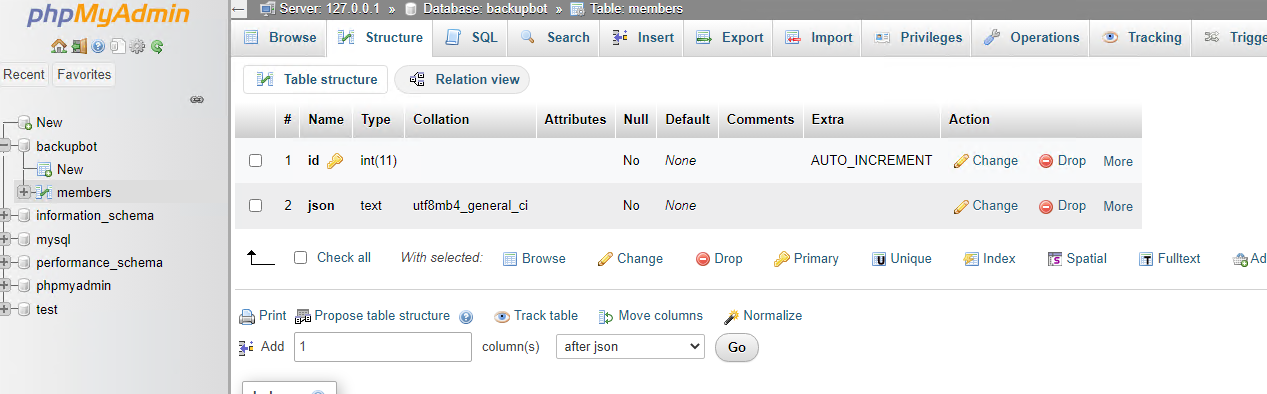 phpMyAdmin
Recent Favorites
New
backupbot
New
members
information_schema
mysql
performance_schema
phpmyadmin
test
Server: 127.0.0.1 » Database: backupbot » Table: members
Browse Structure SQL Search Insert Export Import Privileges Operations Tracking Trigge
Table structure Relation view
# Name Type Collation Attributes Null Default Comments Extra Action
1 id int(11) No None AUTO_INCREMENT Change Drop More
2 json text utf8mb4_general_ci No None Change Drop More
Check all With selected: Browse Change Drop Primary Unique Index Spatial Fulltext Ad
Print Propose table structure Track table Move columns Normalize
Add 1 column(s) after json Go